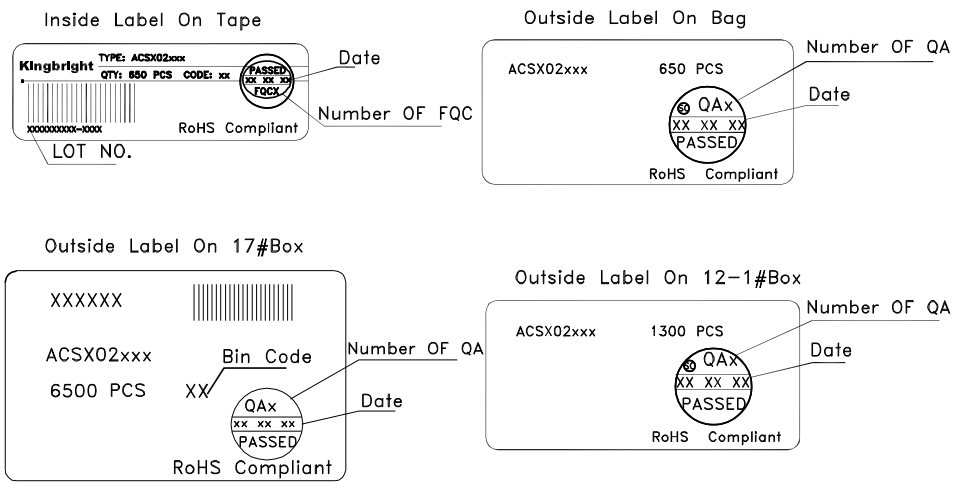 Inside Label On Tape
Kingbright
TYPE: ACSX02xxx
QTY: 650 PCS CODE: xx
PASSED
xx xx xx
FQCX
Date
Number OF FQC
xxxxxxxxxx-xxxx
RoHS Compliant
LOT NO.
Outside Label On Bag
ACSX02xxx 650 PCS
Number OF QA
SC QAx
Date
XX XX XX
PASSED
RoHS Compliant
Outside Label On 17#Box
XXXXXX
ACSX02xxx
Bin Code
Number OF QA
6500 PCS XX
QAx
Date
xx xx xx
PASSED
RoHS Compliant
Outside Label On 12-1#Box
ACSX02xxx 1300 PCS
Number OF QA
SC QAx
Date
XX XX XX
PASSED
RoHS Compliant